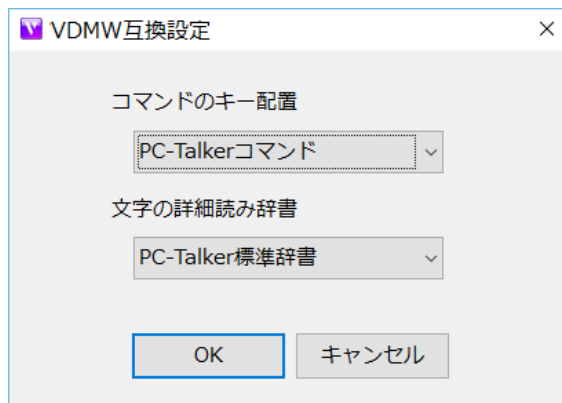 VDMW互換設定
コマンドのキー配置
PC-Talkerコマンド
文字の詳細読み辞書
PC-Talker標準辞書
OK キャンセル